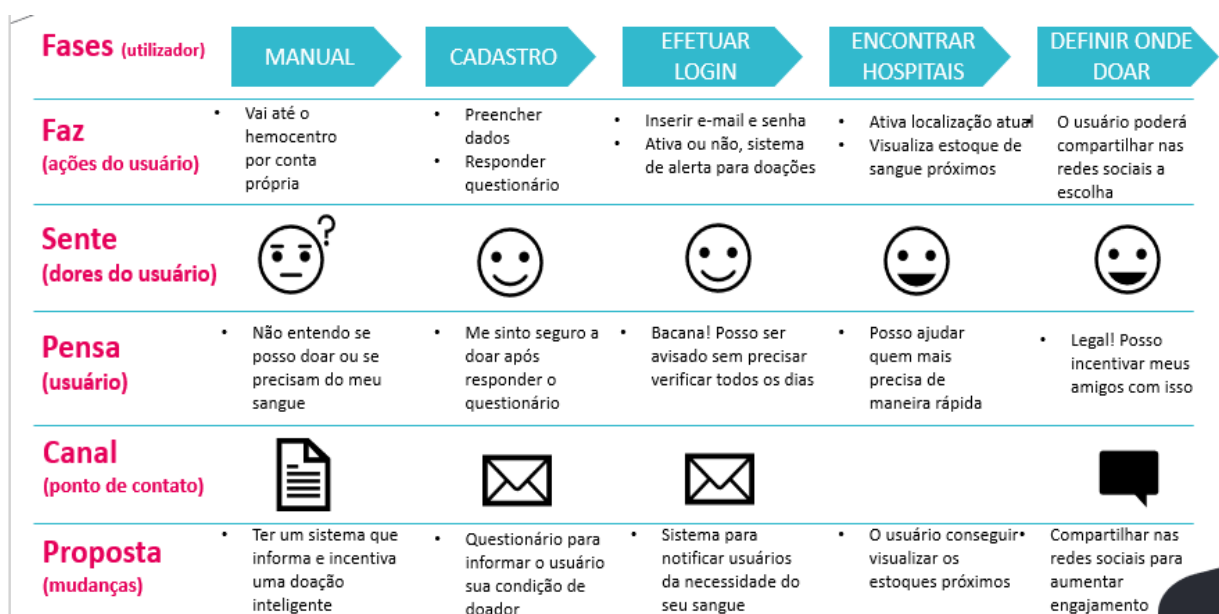 Fases (utilizador)
MANUAL
CADASTRO
EFETUAR
LOGIN
ENCONTRAR
HOSPITAIS
DEFINIR ONDE
DOAR
Faz
(ações do usuário)
• Vai até o
hemocentro
por conta
própria
• Preencher
dados
• Responder
questionário
• Inserir e-mail e senha
• Ativa ou não, sistema
de alerta para doações
• Ativa localização atual
• Visualiza estoque de
sangue próximos
• O usuário poderá
compartilhar nas
redes sociais a
escolha
Sente
(dores do usuário)
?
Pensa
(usuário)
• Não entendo se
posso doar ou se
precisam do meu
sangue
• Me sinto seguro a
doar após
responder o
questionário
• Bacana! Posso ser
avisado sem precisar
verificar todos os dias
• Posso ajudar
quem mais
precisa de
maneira rápida
• Legal! Posso
incentivar meus
amigos com isso
Canal
(ponto de contato)
Proposta
(mudanças)
• Ter um sistema que
informa e incentiva
uma doação
inteligente
• Questionário para
informar o usuário
sua condição de
doador
• Sistema para
notificar usuários
da necessidade do
seu sangue
• O usuário conseguir
visualizar os
estoques próximos
• Compartilhar nas
redes sociais para
aumentar
engajamento